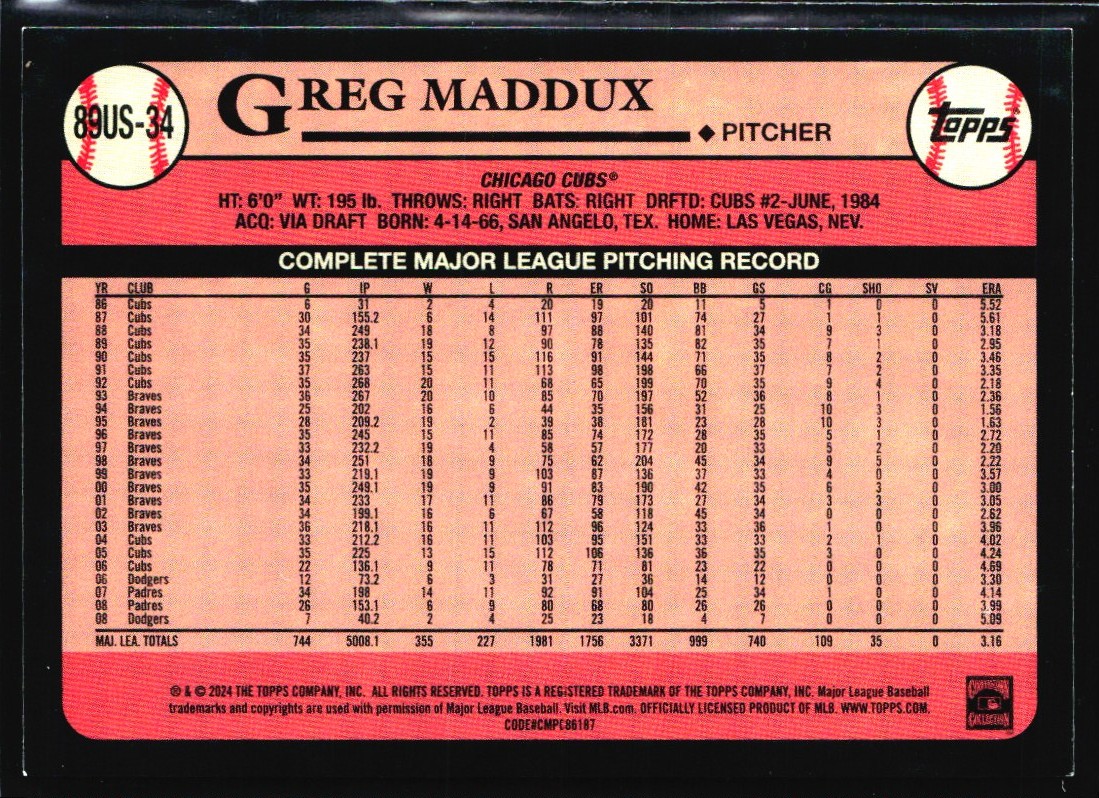 89US-34
GREG MADDUX
◆ PITCHER
Topps®
CHICAGO CUBS®
HT: 6'0" WT: 195 lb. THROWS: RIGHT BATS: RIGHT DRFTD: CUBS #2-JUNE, 1984
ACQ: VIA DRAFT BORN: 4-14-66, SAN ANGELO, TEX. HOME: LAS VEGAS, NEV.
COMPLETE MAJOR LEAGUE PITCHING RECORD
YR CLUB G IP W L R ER SO BB GS CG SHO SV ERA
86 Cubs 6 31 2 4 20 19 20 11 5 1 0 0 5.52
87 Cubs 30 155.2 6 14 111 97 101 74 27 1 1 0 5.61
88 Cubs 34 249 18 8 97 88 140 81 34 9 3 0 3.18
89 Cubs 35 238.1 19 12 90 78 135 82 35 7 1 0 2.95
90 Cubs 35 237 15 15 116 91 144 71 35 8 2 0 3.46
91 Cubs 37 263 15 11 113 98 198 66 37 7 2 0 3.35
92 Cubs 35 268 20 11 68 65 199 70 35 9 4 0 2.18
93 Braves 36 267 20 10 85 70 197 52 36 8 1 0 2.36
94 Braves 25 202 16 6 44 35 156 31 25 10 3 0 1.56
95 Braves 28 209.2 19 2 39 38 181 23 28 10 3 0 1.63
96 Braves 35 245 15 11 85 74 172 28 35 5 1 0 2.72
97 Braves 33 232.2 19 4 58 57 177 20 33 5 2 0 2.20
98 Braves 34 251 18 9 75 62 204 45 34 9 5 0 2.22
99 Braves 33 219.1 19 9 103 87 136 37 33 4 0 0 3.57
00 Braves 35 249.1 19 9 91 83 190 42 35 6 3 0 3.00
01 Braves 34 233 17 11 86 79 173 27 34 3 3 0 3.05
02 Braves 34 199.1 16 6 67 58 118 45 34 0 0 0 2.62
03 Braves 36 218.1 16 11 112 96 124 33 36 1 0 0 3.96
04 Cubs 33 212.2 16 11 103 95 151 33 33 2 1 0 4.02
05 Cubs 35 225 13 15 112 106 136 36 35 3 0 0 4.24
06 Cubs 22 136.1 9 11 78 71 81 23 22 0 0 0 4.69
06 Dodgers 12 73.2 6 3 31 27 36 14 12 0 0 0 3.30
07 Padres 34 198 14 11 92 91 104 25 34 1 0 0 4.14
08 Padres 26 153.1 6 9 80 68 80 26 26 0 0 0 3.99
08 Dodgers 7 40.2 2 4 25 23 18 4 7 0 0 0 5.09
MAJ. LEA. TOTALS 744 5008.1 355 227 1981 1756 3371 999 740 109 35 0 3.16
® & © 2024 THE TOPPS COMPANY, INC. ALL RIGHTS RESERVED. TOPPS IS A REGISTERED TRADEMARK OF THE TOPPS COMPANY, INC. Major League Baseball
trademarks and copyrights are used with permission of Major League Baseball. Visit MLB.com. OFFICIALLY LICENSED PRODUCT OF MLB. WWW.TOPPS.COM.
CODE#CMPC86187
COOPERSTOWN
COLLECTION